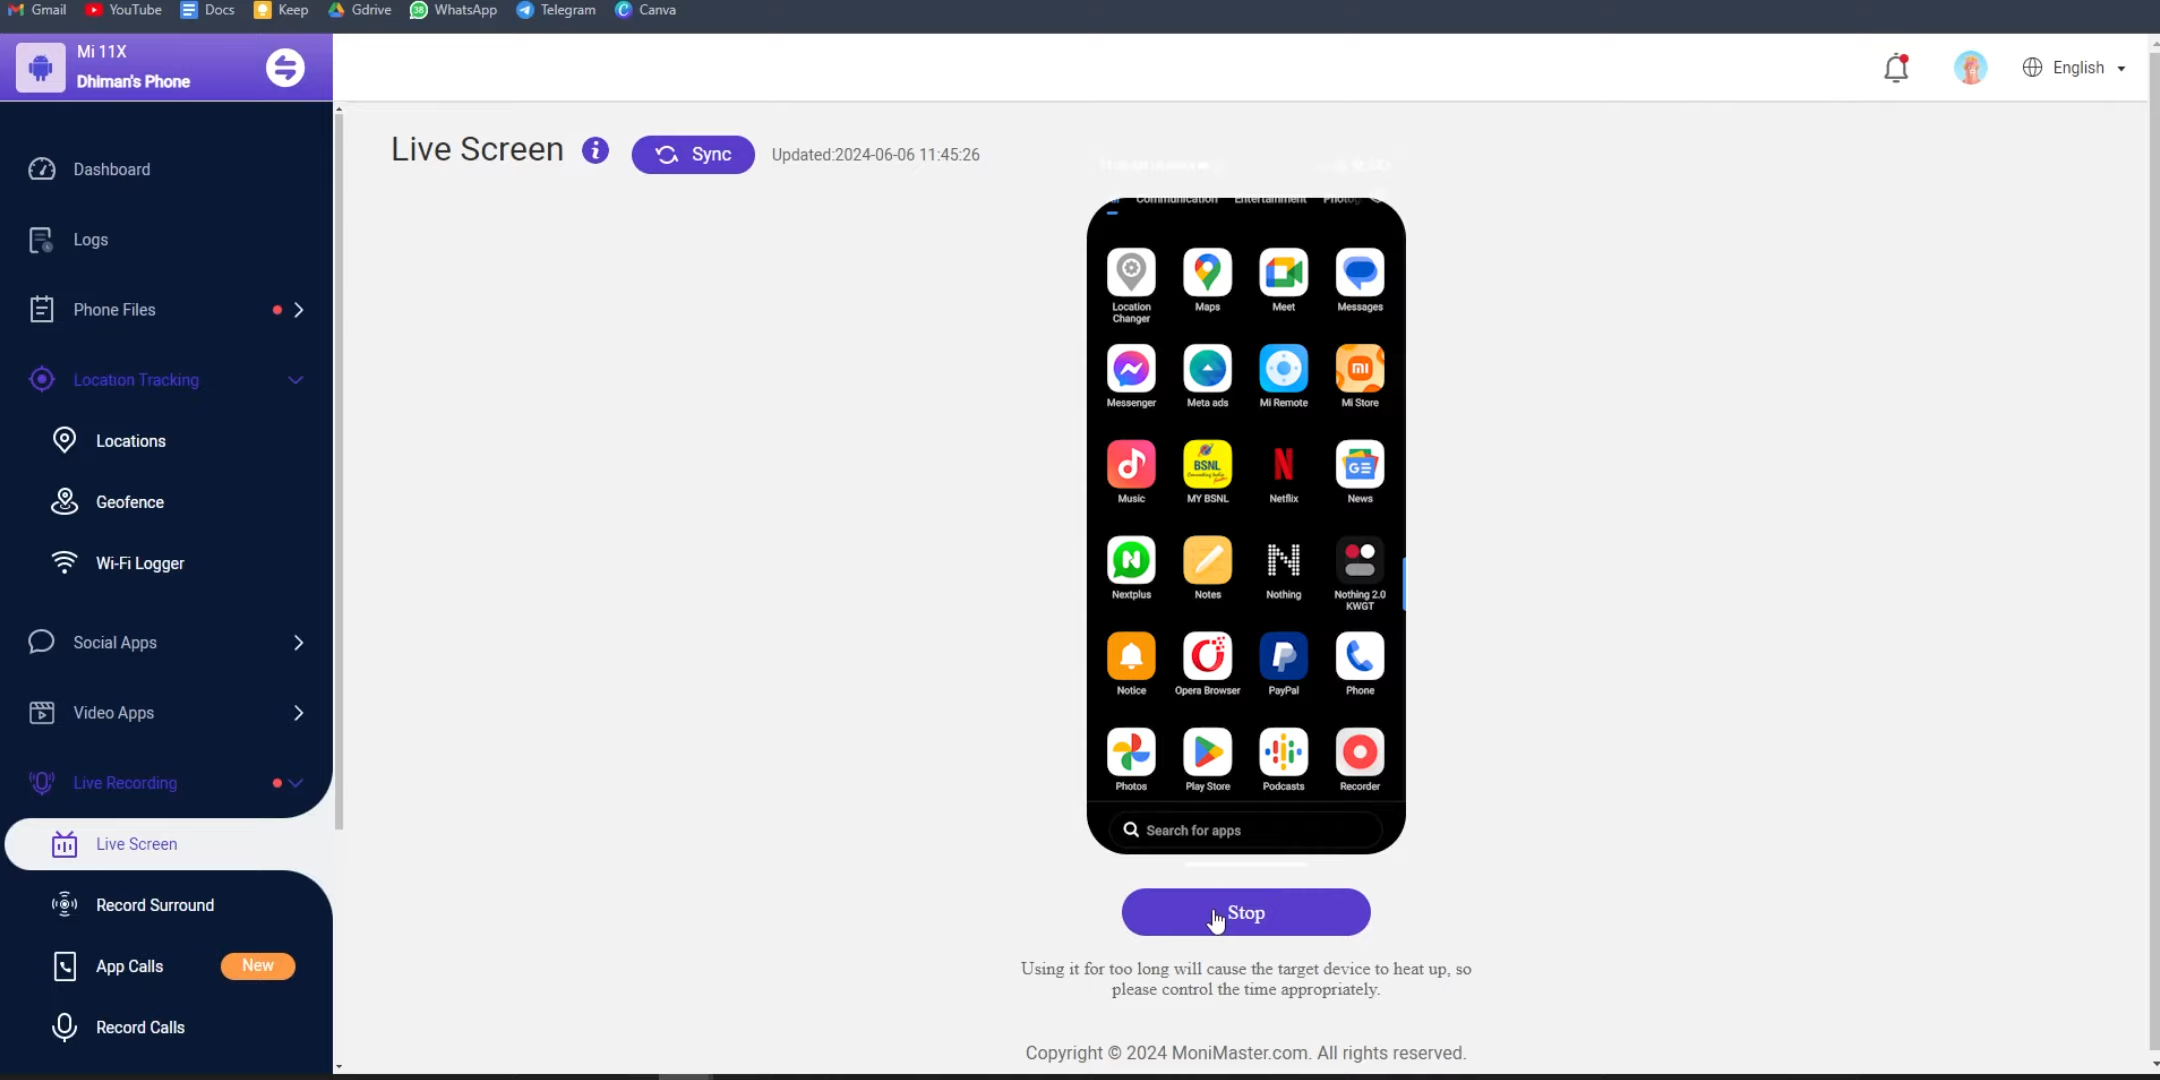 Gmail YouTube Docs Keep Gdrive WhatsApp Telegram Canva
Mi 11X
Dhiman's Phone
English
Dashboard
Logs
Phone Files
Location Tracking
Locations
Geofence
Wi-Fi Logger
Social Apps
Video Apps
Live Recording
Live Screen
Record Surround
App Calls New
Record Calls
Live Screen i Sync Updated:2024-06-06 11:45:26
Communication Entertainment
Location Maps Meet Messages
Changer
Messenger Meta ads Mi Remote Mi Store
BSNL
Music MY BSNL Netflix News
Nextplus Notes Nothing Nothing 2.0
KWGT
Notice Opera Browser PayPal Phone
Photos Play Store Podcasts Recorder
Search for apps
Stop
Using it for too long will cause the target device to heat up, so
please control the time appropriately.
Copyright © 2024 MoniMaster.com. All rights reserved.